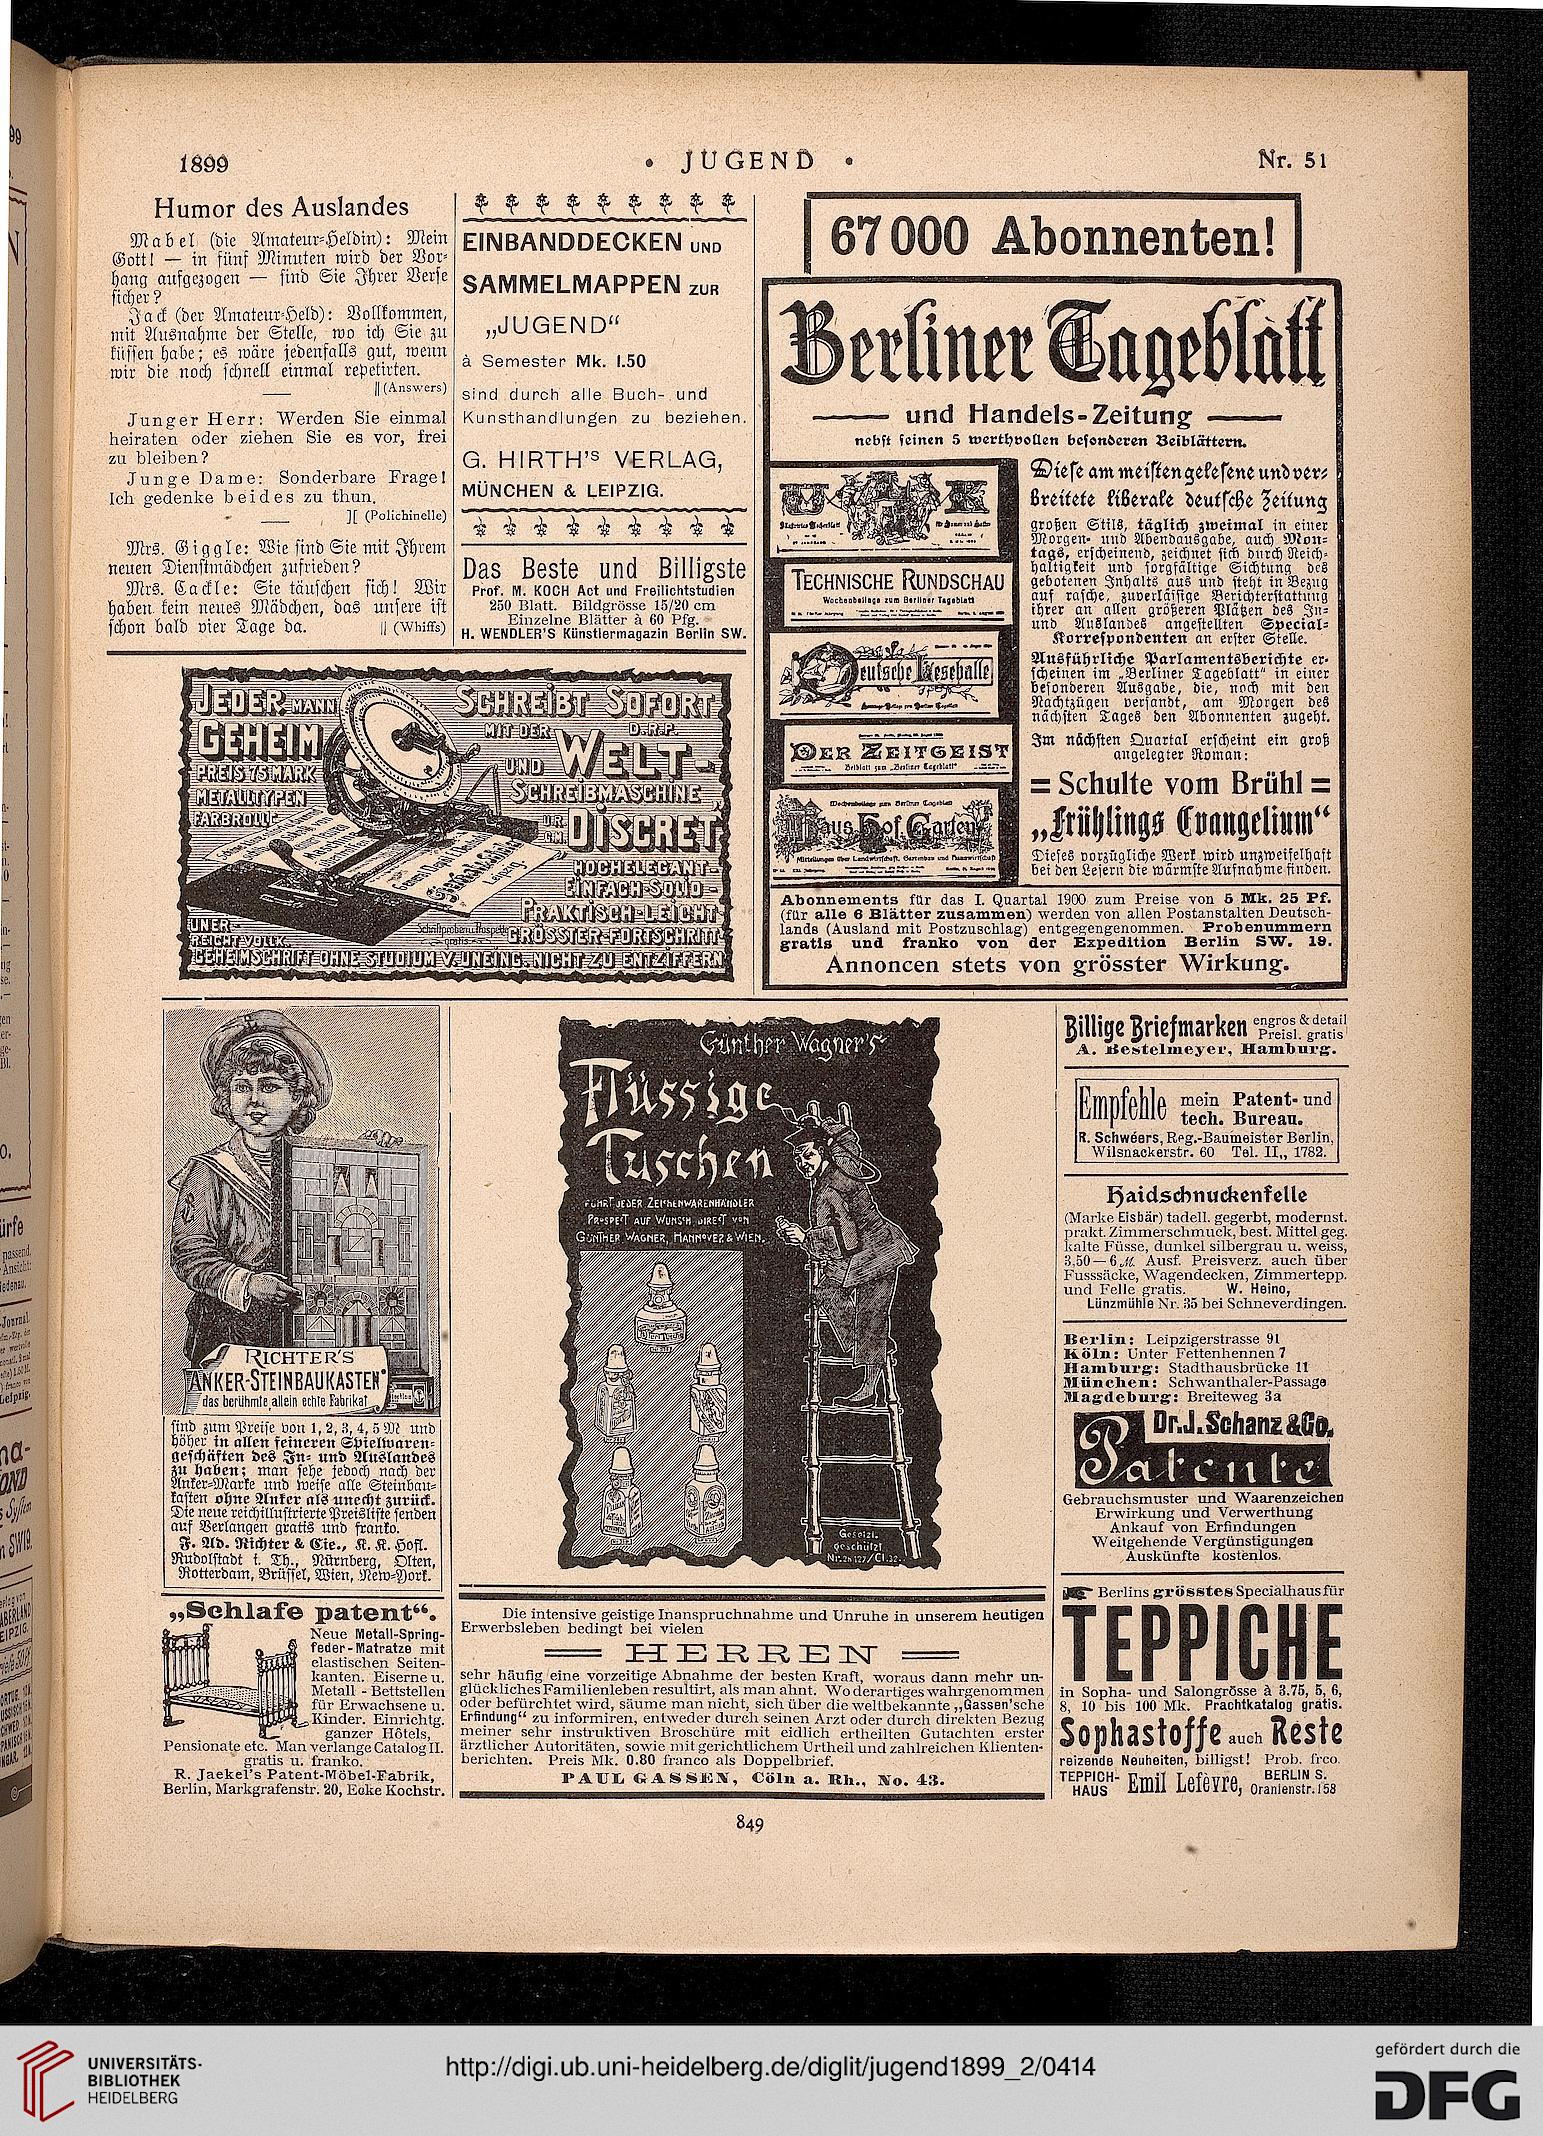 1899
• JUGEND •
Nr. 51
Humor des Auslandes
Mabel (die Amateur=Heldin): Mein
Gott! — in fünf Minuten wird der Vor=
hang aufgezogen — sind Sie Ihrer Verse
sicher?
Jack (der Amateur=Held): Vollkommen,
mit Ausnahme der Stelle, wo ich Sie zu
küssen habe; es wäre jedenfalls gut, wenn
wir die noch schnell einmal repetirten.
(Answers)
Junger Herr: Werden Sie einmal
heiraten oder ziehen Sie es vor, frei
zu bleiben?
Junge Dame: Sonderbare Frage!
Ich gedenke beides zu thun.
(Polichinelle)
Mrs. Giggle: Wie sind Sie mit Ihrem
neuen Dienstmädchen zufrieden?
Mrs. Cackle: Sie täuschen sich! Wir
haben kein neues Mädchen, das unsere ist
schon bald vier Tage da.
(Whiffs)
EINBANDDECKEN UND
SAMMELMAPPEN ZUR
„JUGEND“
à Semester Mk. 1.50
sind durch alle Buch- und
Kunsthandlungen zu beziehen.
G. HIRTH'S VERLAG,
MÜNCHEN & LEIPZIG.
Das Beste und Billigste
Prof. M. KOCH Act und Freilichtstudien
250 Blatt. Bildgrösse 15/20 cm
Einzelne Blätter à 60 Pfg.
H. WENDLER'S Künstlermagazin Berlin SW.
JEDERMANN SCHREIBT SOFORT
GEHEIM MIT DER D.R.P.
UND WELT-
PREIS 75 MARK
METALLTYPEN
FARBROLLE
SCHREIBMASCHINE
„DISCRET“
HOCHELEGANT-
EINFACH-SOLID-
PRAKTISCH-LEICHT
GRÖSSTER-FORTSCHRITT
UNER-
REICHT VOLLK.
GEHEIMSCHRIFT OHNE STUDIUM V. UNEING. NICHT ZU ENTZIFFERN
67000 Abonnenten!
Berliner Tageblatt
und Handels-Zeitung
nebst seinen 5 werthvollen besonderen Beiblättern.
TECHNISCHE RUNDSCHAU
Wochenbeilage zum Berliner Tageblatt
Deutsche Lesehalle
DER ZEITGEIST
Beiblatt zum „Berliner Tageblatt“
Wochenbeilage zum Berliner Tageblatt
Haus Hof Garten
Mitteilungen über Landwirtschaft, Gartenbau und Hauswirtschaft
Diese am meisten gelesene und ver=
breitete liberale deutsche Zeitung
großen Stils, täglich zweimal in einer
Morgen- und Abendausgabe, auch Mon=
tags, erscheinend, zeichnet sich durch Reich=
haltigkeit und sorgfältige Sichtung des
gebotenen Inhalts aus und steht in Bezug
auf rasche, zuverlässige Berichterstattung
ihrer an allen größeren Plätzen des In=
und Auslandes angestellten Special=
Korrespondenten an erster Stelle.
Ausführliche Parlamentsberichte er=
scheinen im „Berliner Tageblatt“ in einer
besonderen Ausgabe, die, noch mit den
Nachtzügen versandt, am Morgen des
nächsten Tages den Abonnenten zugeht.
Im nächsten Quartal erscheint ein groß
angelegter Roman:
= Schulte vom Brühl =
„Frühlings Evangelium“
Dieses vorzügliche Werk wird unzweifelhaft
bei den Lesern die wärmste Aufnahme finden.
Abonnements für das I. Quartal 1900 zum Preise von 5 Mk. 25 Pf.
(für alle 6 Blätter zusammen) werden von allen Postanstalten Deutsch-
lands (Ausland mit Postzuschlag) entgegengenommen. Probenummern
gratis und franko von der Expedition Berlin SW. 19.
Annoncen stets von grösster Wirkung.
RICHTER'S
ANKER-STEINBAUKASTEN
das berühmte, allein echte Fabrikat
sind zum Preise von 1, 2, 3, 4, 5 M und
höher in allen feineren Spielwaren=
geschäften des In= und Auslandes
zu haben; man sehe jedoch nach der
Anker=Marke und weise alle Steinbau=
kasten ohne Anker als unecht zurück.
Die neue reichillustrierte Preisliste senden
auf Verlangen gratis und franko.
F. Ad. Richter & Cie., K. K. Hofl.
Rudolstadt i. Th., Nürnberg, Olten,
Rotterdam, Brüssel, Wien, New=York.
„Schlafe patent“.
Neue Metall-Spring-
feder-Matratze mit
elastischen Seiten-
kanten. Eiserne u.
Metall-Bettstellen
für Erwachsene u.
Kinder. Einrichtg.
ganzer Hôtels,
Pensionate etc. Man verlange Catalog II.
gratis u. franko.
R. Jaekel's Patent-Möbel-Fabrik,
Berlin, Markgrafenstr. 20, Ecke Kochstr.
Günther Wagner's
Flüssige
Tuschen
FÜHRT JEDER ZEICHENWARENHÄNDLER
PROSPECT AUF WUNSCH DIRECT VON
GÜNTHER WAGNER, HANNOVER & WIEN.
Gesetzl.
geschützt.
Die intensive geistige Inanspruchnahme und Unruhe in unserem heutigen
Erwerbsleben bedingt bei vielen
HERREN
sehr häufig eine vorzeitige Abnahme der besten Kraft, woraus dann mehr un-
glückliches Familienleben resultirt, als man ahnt. Wo derartiges wahrgenommen
oder befürchtet wird, säume man nicht, sich über die weltbekannte „Gassen'sche
Erfindung“ zu informiren, entweder durch seinen Arzt oder durch direkten Bezug
meiner sehr instruktiven Broschüre mit eidlich ertheilten Gutachten erster
ärztlicher Autoritäten, sowie mit gerichtlichem Urtheil und zahlreichen Klienten-
berichten. Preis Mk. 0.80 franco als Doppelbrief.
PAUL GASSEN, Cöln a. Rh., No. 43.
Billige Briefmarken engros & detail
Preisl. gratis
A. Bestelmeyer, Hamburg.
Empfehle mein Patent- und
tech. Bureau.
R. Schwéers, Reg.-Baumeister Berlin,
Wilsnackerstr. 60 Tel. II,, 1782.
Haidschnuckenfelle
(Marke Eisbär) tadell. gegerbt, modernst.
prakt. Zimmerschmuck, best. Mittel geg.
kalte Füsse, dunkel silbergrau u. weiss,
3,50—6 ℳ. Ausf. Preisverz. auch über
Fusssäcke, Wagendecken, Zimmertepp.
und Felle gratis. W. Heino,
Lünzmühle Nr. 35 bei Schneverdingen.
Berlin: Leipzigerstrasse 91
Köln: Unter Fettenhennen 7
Hamburg: Stadthausbrücke 11
München: Schwanthaler-Passage
Magdeburg: Breiteweg 3a
Dr. J. Schanz & Co.
Patente
Gebrauchsmuster und Waarenzeichen
Erwirkung und Verwerthung
Ankauf von Erfindungen
Weitgehende Vergünstigungen
Auskünfte kostenlos.
Berlins grösstes Specialhaus für
TEPPICHE
in Sopha- und Salongrösse à 3.75, 5, 6,
8, 10 bis 100 Mk. Prachtkatalog gratis.
Sophastoffe auch Reste
reizende Neuheiten, billigst! Prob. frco.
TEPPICH-
HAUS Emil Lefèvre, BERLIN S.
Oranienstr. 158
849
UNIVERSITÄTS-
BIBLIOTHEK
HEIDELBERG
http://digi.ub.uni-heidelberg.de/diglit/jugend1899_2/0414
gefördert durch die
DFG